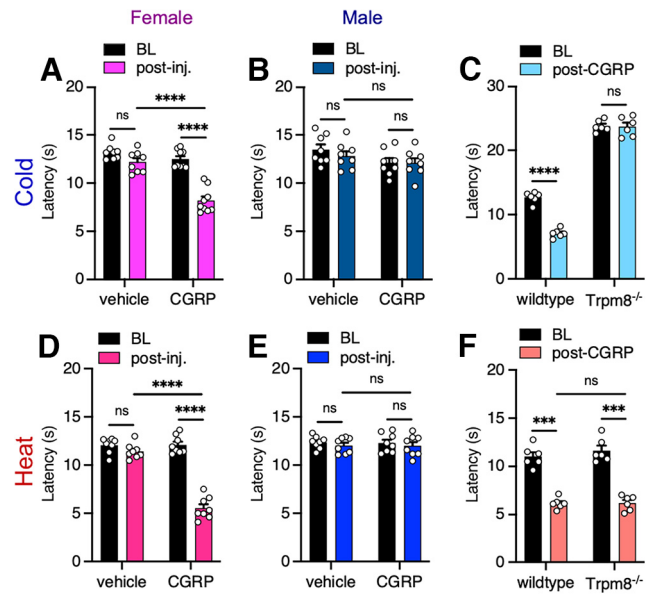 Female
Male
A
BL
post-inj.
Latency (s)
20
15
10
5
0
ns
****
****
vehicle
CGRP
B
BL
post-inj.
Latency (s)
20
15
10
5
0
ns
ns
ns
vehicle
CGRP
C
BL
post-CGRP
Latency (s)
30
20
10
0
****
ns
wildtype
Trpm8-/-
Cold
D
BL
post-inj.
Latency (s)
20
15
10
5
0
ns
****
****
vehicle
CGRP
E
BL
post-inj.
Latency (s)
20
15
10
5
0
ns
ns
ns
vehicle
CGRP
F
BL
post-CGRP
Latency (s)
20
15
10
5
0
***
ns
***
wildtype
Trpm8-/-
Heat